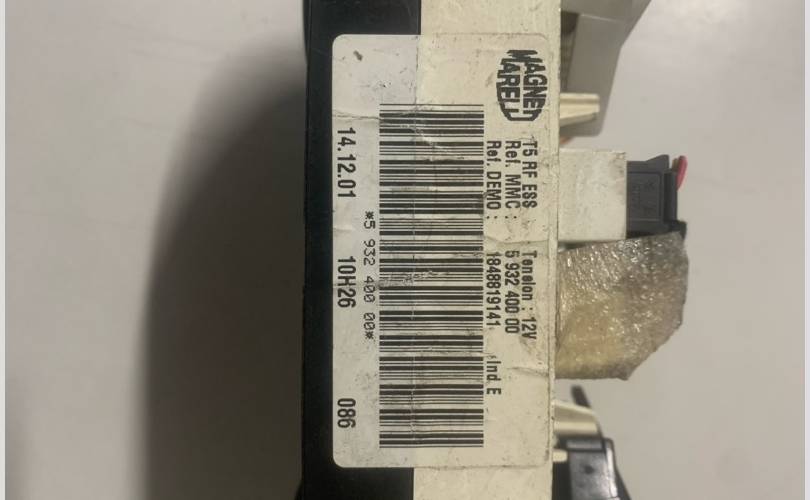 MAGNETI
MARELLI
T5 RF ESS Tension : 12V
Ref. MMC : 5 932 400 00
Ref. DEMO : 1848819141 Ind E
*5 932 400 00*
14.12.01 10H26 086